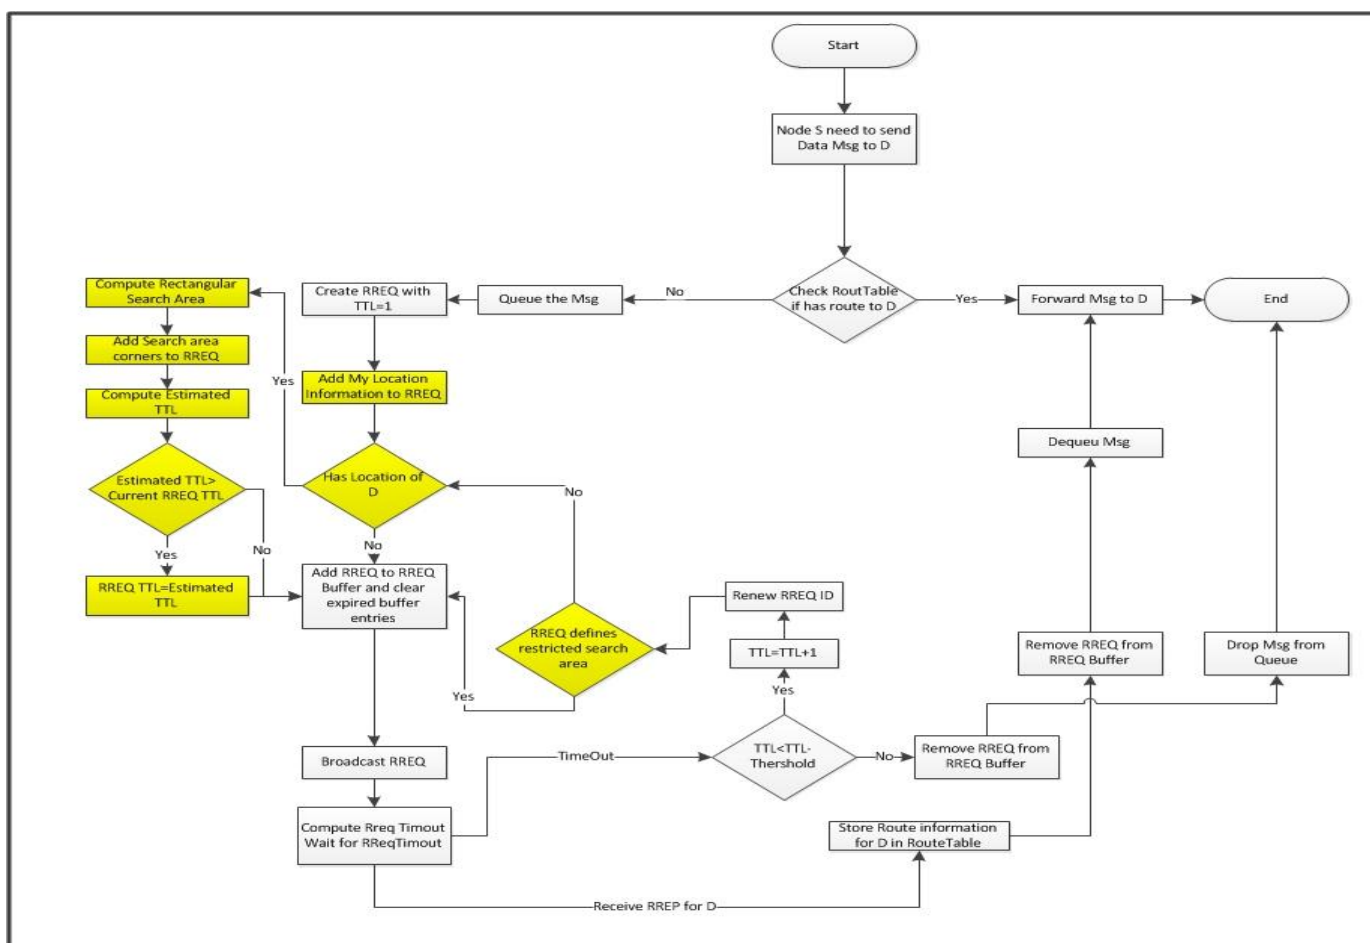 Start
Node S need to send
Data Msg to D
Check RoutTable
if has route to D
No
Yes
Queue the Msg
Create RREQ with
TTL=1
Forward Msg to D
End
Compute Rectangular
Search Area
Add Search area
corners to RREQ
Compute Estimated
TTL
Yes
Add My Location
Information to RREQ
Estimated TTL>
Current RREQ TTL
Has Location of
D
No
Dequeu Msg
Yes
No
No
RREQ TTL=Estimated
TTL
Add RREQ to RREQ
Buffer and clear
expired buffer
entries
Renew RREQ ID
RREQ defines
restricted search
area
TTL=TTL+1
Remove RREQ from
RREQ Buffer
Drop Msg from
Queue
Yes
Yes
Broadcast RREQ
TimeOut
TTL<TTL-
Thershold
No
Remove RREQ from
RREQ Buffer
Compute Rreq Timout
Wait for RReqTimout
Store Route information
for D in RouteTable
Receive RREP for D